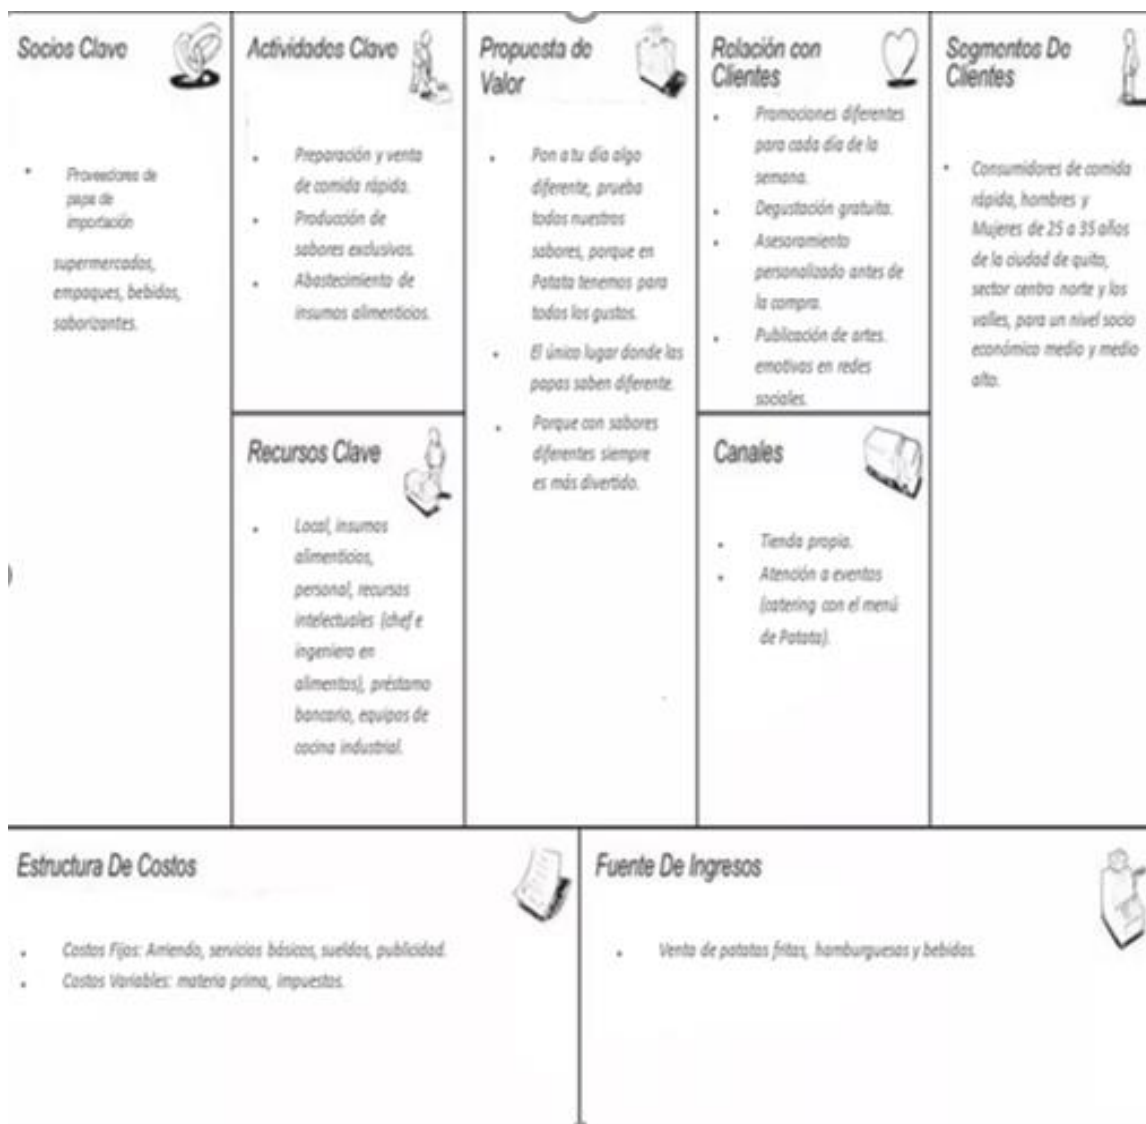 Socios Clave
Proveedores de
papa de
importación
supermercados,
empaques, bebidas,
saborizantes.
Actividades Clave
Preparación y venta
de comida rápida.
Producción de
sabores exclusivos.
Abastecimiento de
insumos alimenticios.
Recursos Clave
Local, insumos
alimenticios,
personal, recursos
intelectuales (chef e
ingeniero en
alimentos), préstamo
bancario, equipos de
cocina industrial.
Propuesta de
Valor
Pon a tu día algo
diferente, prueba
todos nuestros
sabores, porque en
Patata tenemos para
todos los gustos.
El único lugar donde las
papas saben diferente.
Porque con sabores
diferentes siempre
es más divertido.
Relación con
Clientes
Promociones diferentes
para cada día de la
semana.
Degustación gratuita.
Asesoramiento
personalizado antes de
la compra.
Publicación de artes.
emotivas en redes
sociales.
Canales
Tienda propia.
Atención a eventos
(catering con el menú
de Patata).
Segmentos De
Clientes
Consumidores de comida
rápida, hombres y
Mujeres de 25 a 35 años
de la ciudad de quito,
sector centro norte y los
valles, para un nivel socio
económico medio y medio
alto.
Estructura De Costos
Costos Fijos: Arriendo, servicios básicos, sueldos, publicidad.
Costos Variables: materia prima, impuestos.
Fuente De Ingresos
Venta de patatas fritas, hamburguesas y bebidas.